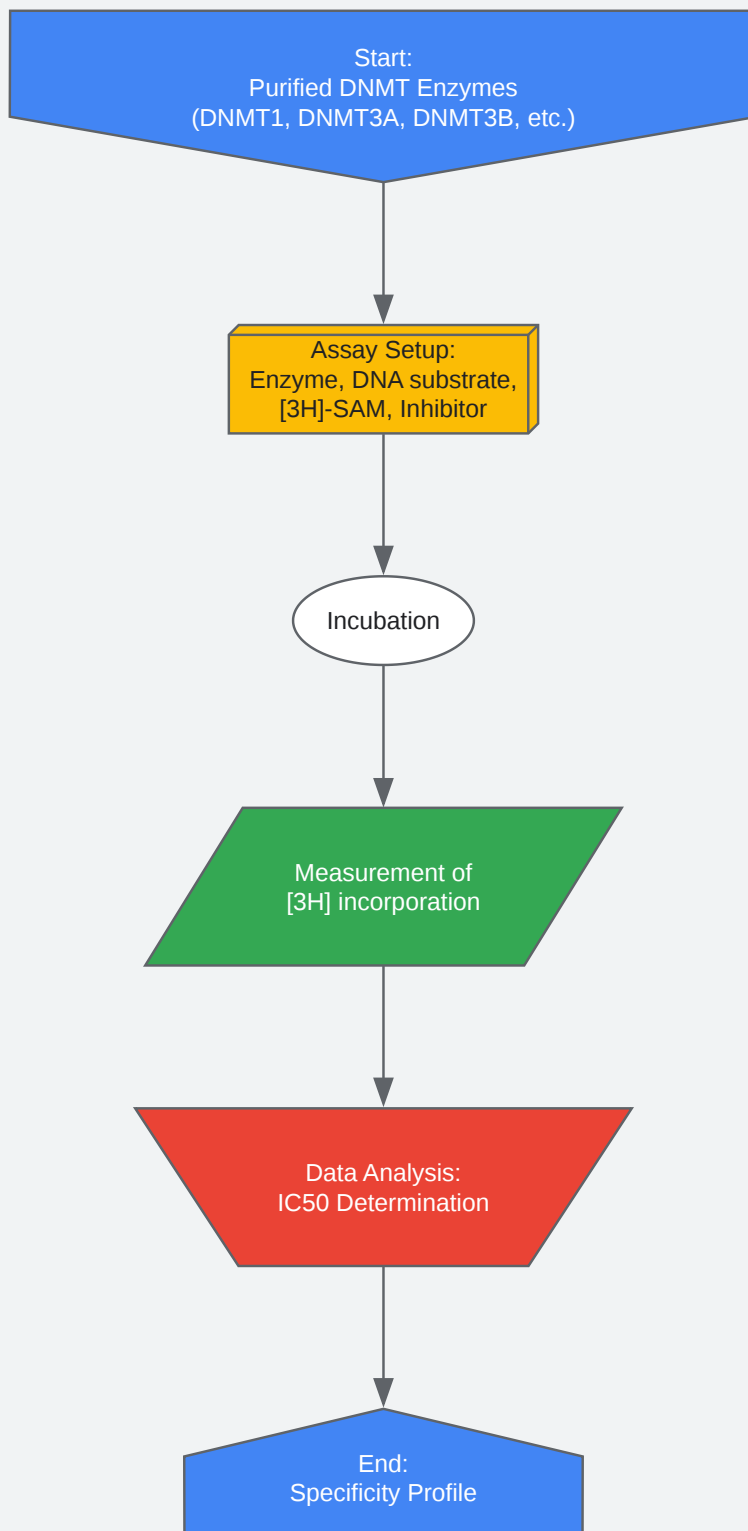 Start:
Purified DNMT Enzymes
(DNMT1, DNMT3A, DNMT3B, etc.)
Assay Setup:
Enzyme, DNA substrate,
[3H]-SAM, Inhibitor
Incubation
Measurement of
[3H] incorporation
Data Analysis:
IC50 Determination
End:
Specificity Profile